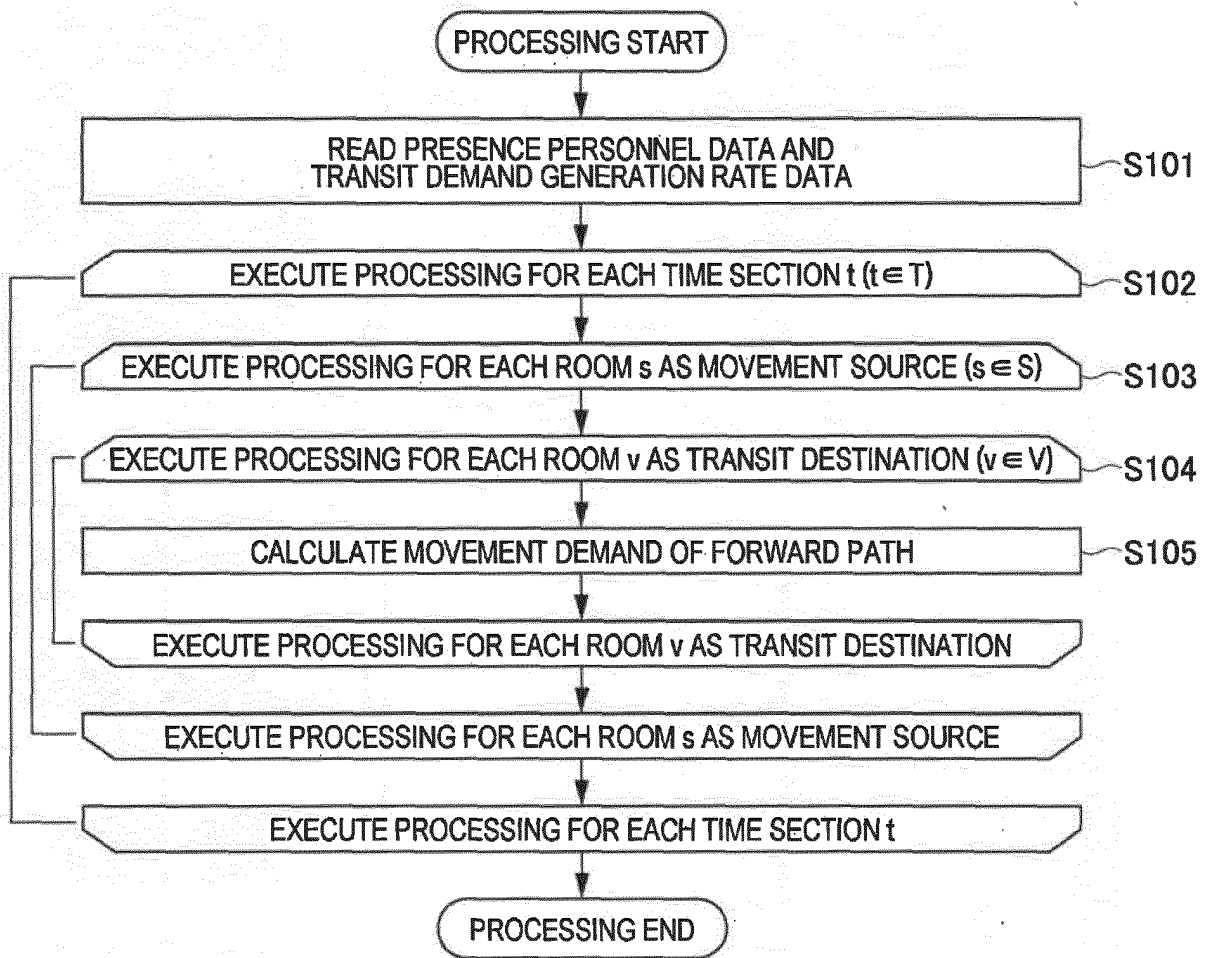 PROCESSING START
READ PRESENCE PERSONNEL DATA AND
TRANSIT DEMAND GENERATION RATE DATA
S101
EXECUTE PROCESSING FOR EACH TIME SECTION t (t∈T)
S102
EXECUTE PROCESSING FOR EACH ROOM s AS MOVEMENT SOURCE (s∈S)
S103
EXECUTE PROCESSING FOR EACH ROOM v AS TRANSIT DESTINATION (v∈V)
S104
CALCULATE MOVEMENT DEMAND OF FORWARD PATH
S105
EXECUTE PROCESSING FOR EACH ROOM v AS TRANSIT DESTINATION
EXECUTE PROCESSING FOR EACH ROOM s AS MOVEMENT SOURCE
EXECUTE PROCESSING FOR EACH TIME SECTION t
PROCESSING END